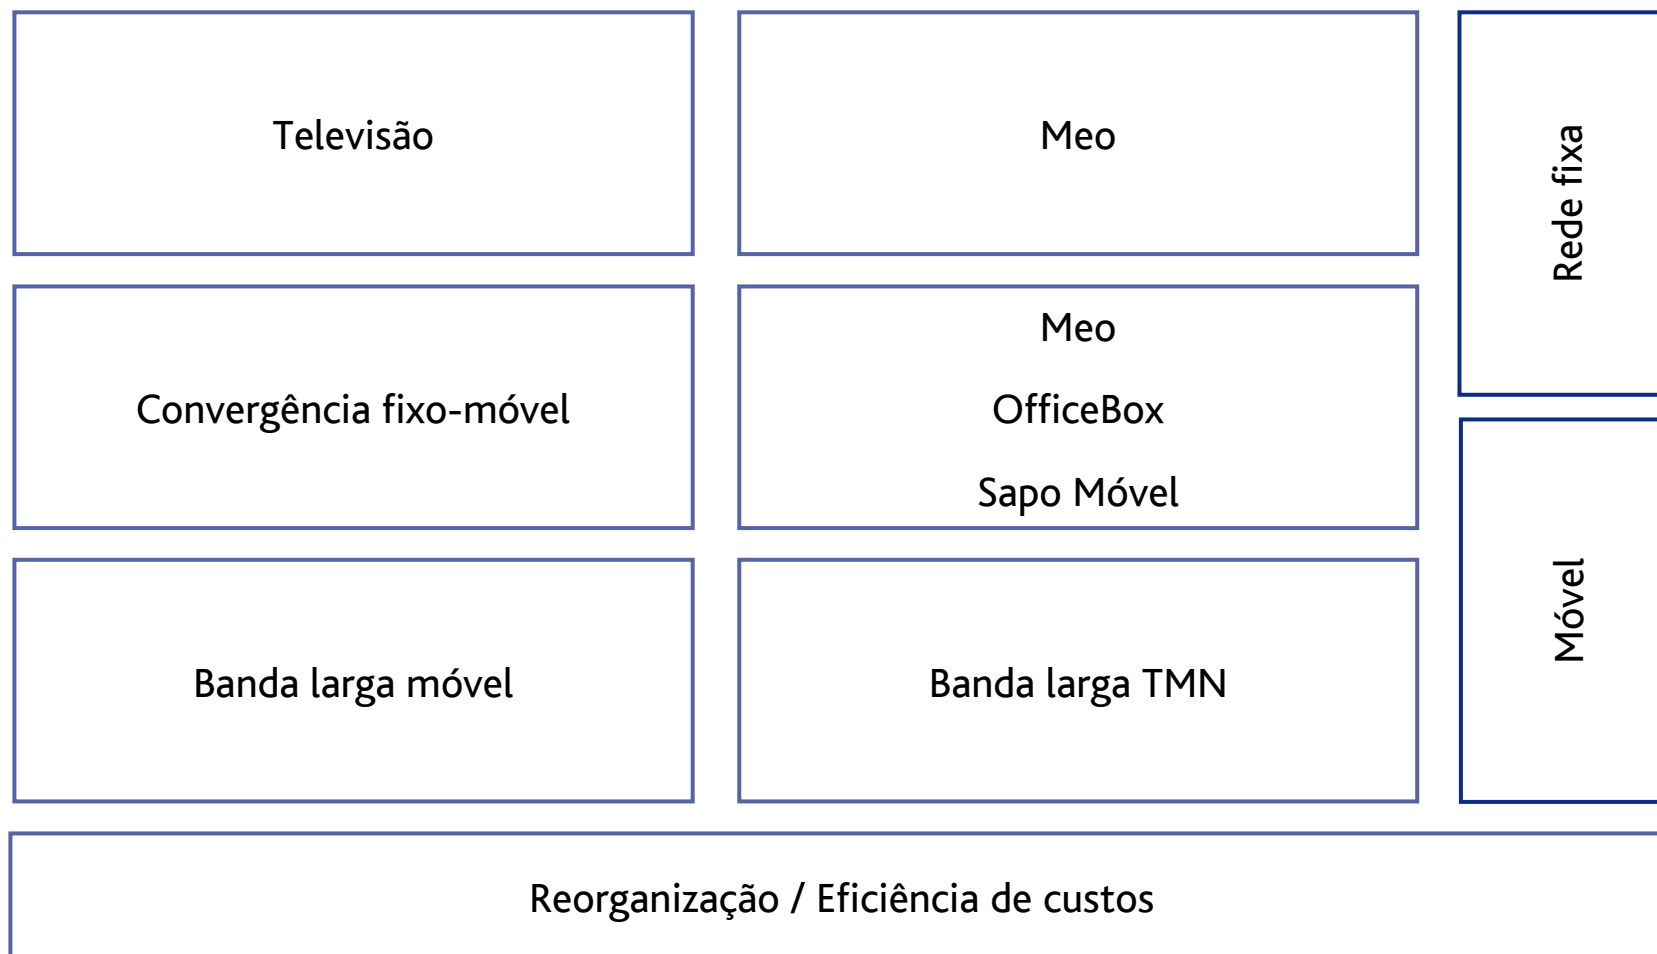 Televisão
Meo
Rede fixa
Convergência fixo-móvel
Meo
OfficeBox
Sapo Móvel
Banda larga móvel
Banda larga TMN
Móvel
Reorganização / Eficiência de custos